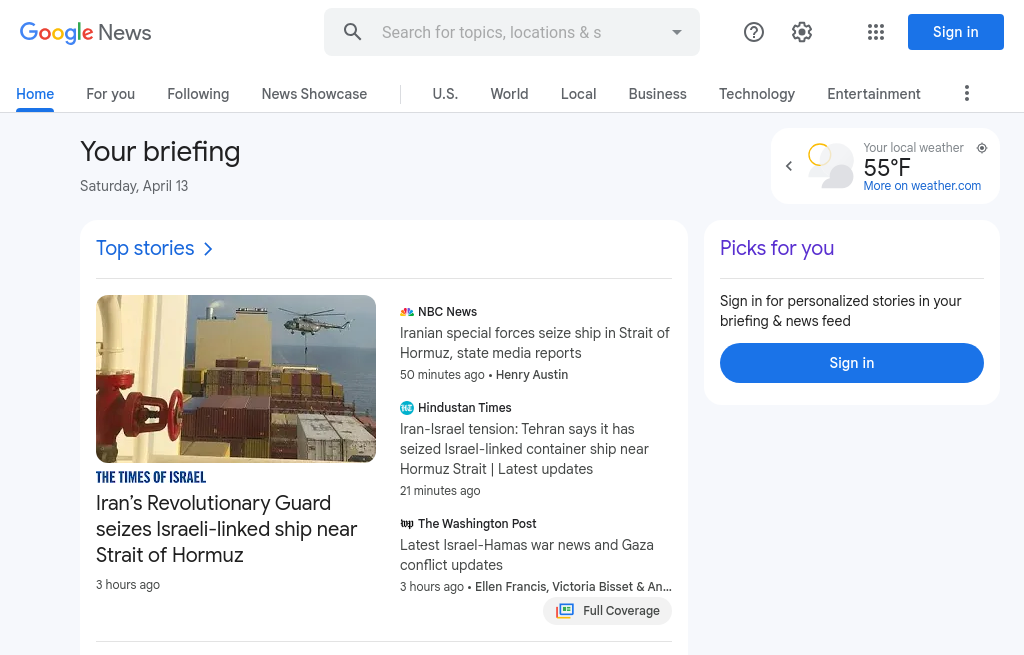 Google News
Search for topics, locations & s
Sign in
Home
For you
Following
News Showcase
U.S.
World
Local
Business
Technology
Entertainment
Your briefing
Saturday, April 13
Your local weather
55°F
More on weather.com
Top stories
THE TIMES OF ISRAEL
Iran’s Revolutionary Guard
seizes Israeli-linked ship near
Strait of Hormuz
3 hours ago
NBC News
Iranian special forces seize ship in Strait of
Hormuz, state media reports
50 minutes ago • Henry Austin
HT
Hindustan Times
Iran-Israel tension: Tehran says it has
seized Israel-linked container ship near
Hormuz Strait | Latest updates
21 minutes ago
wp
The Washington Post
Latest Israel-Hamas war news and Gaza
conflict updates
3 hours ago • Ellen Francis, Victoria Bisset & An...
Full Coverage
Picks for you
Sign in for personalized stories in your
briefing & news feed
Sign in